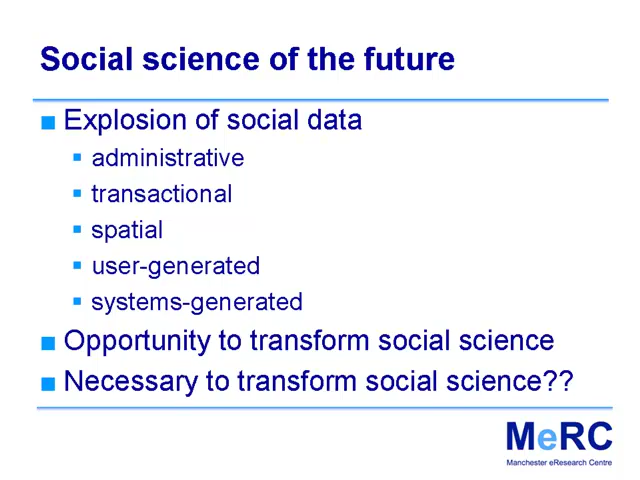 Social science of the future
Explosion of social data
administrative
transactional
spatial
user-generated
systems-generated
Opportunity to transform social science
Necessary to transform social science??
MeRC
Manchester eResearch Centre